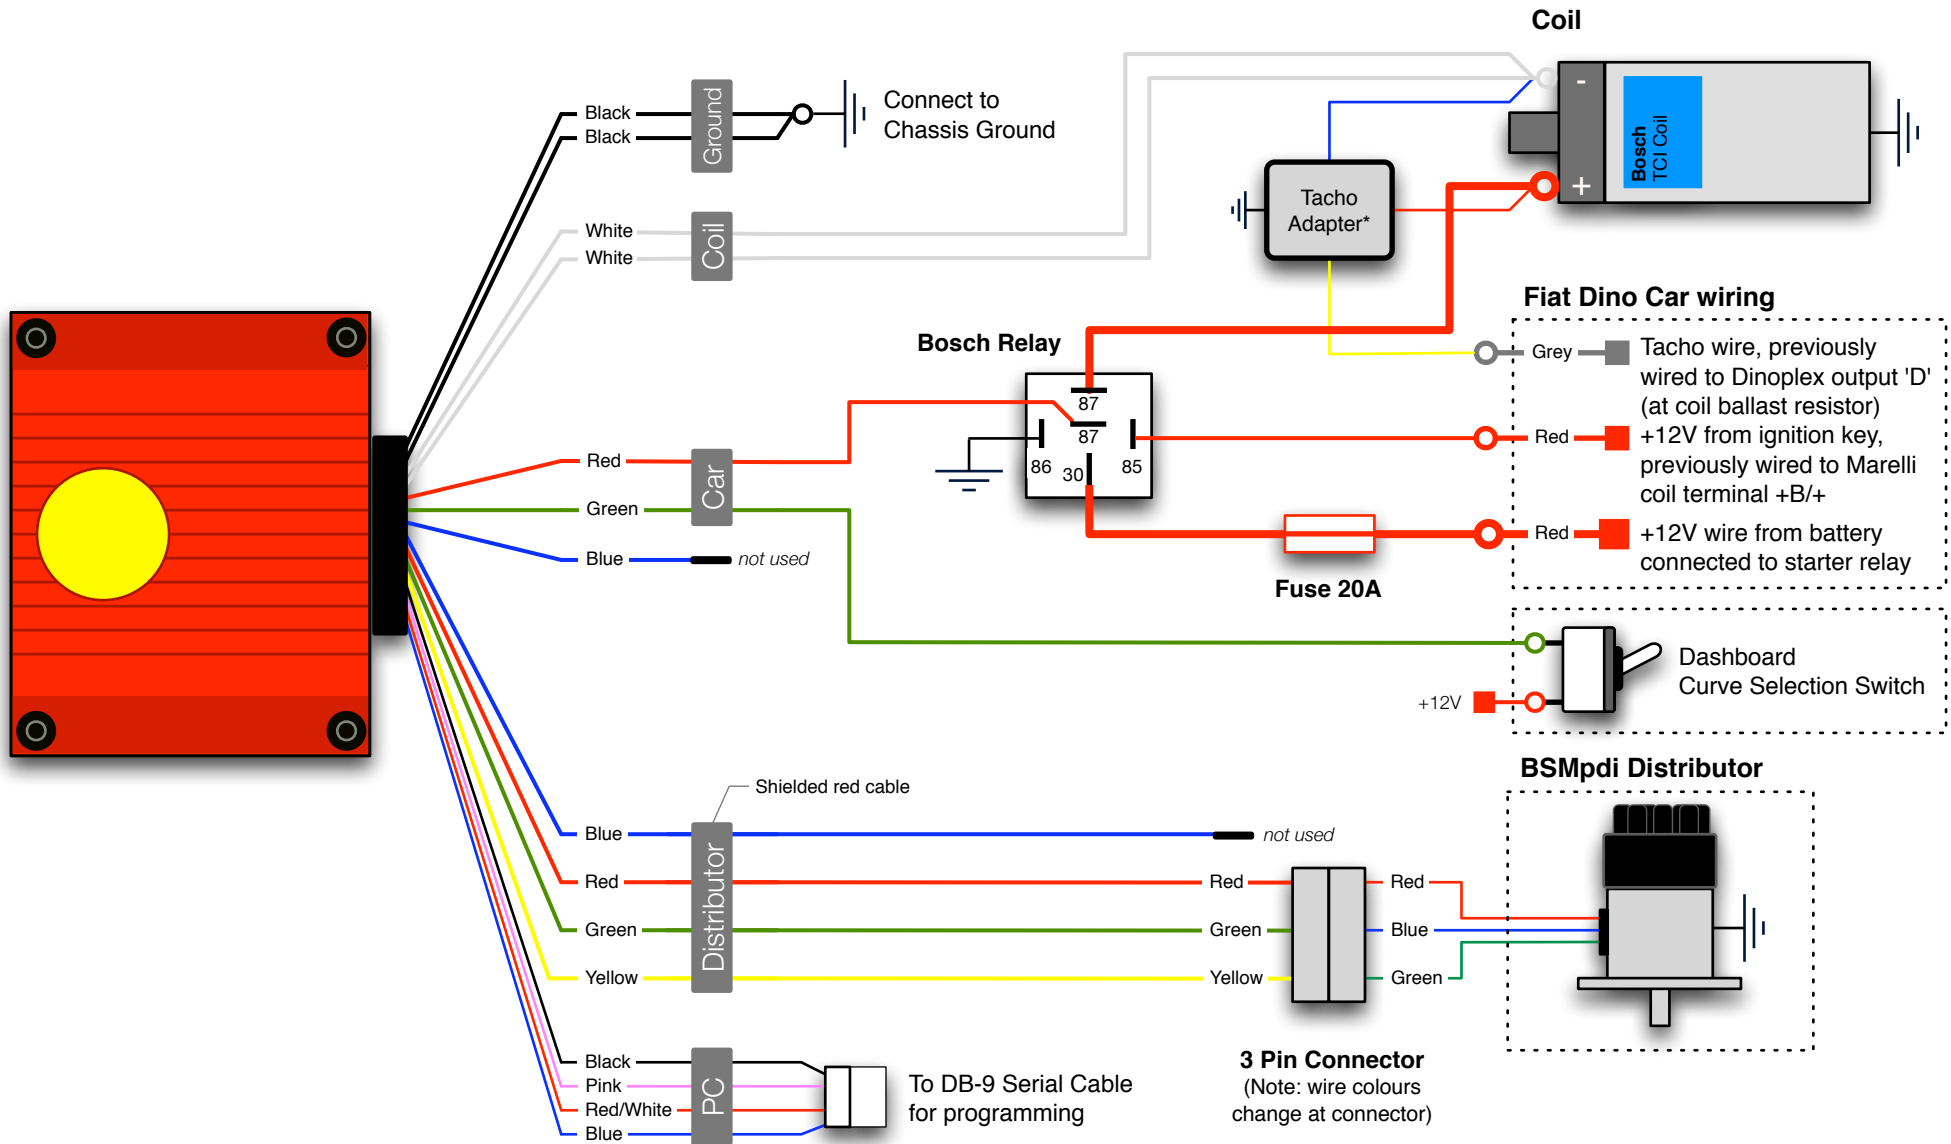 Coil
Black
Black
Ground
Connect to
Chassis Ground
White
White
Coil
-
+
Bosch
TCI Coil
Tacho
Adapter*
Fiat Dino Car wiring
Grey
Tacho wire, previously
wired to Dinoplex output 'D'
(at coil ballast resistor)
Red
+12V from ignition key,
previously wired to Marelli
coil terminal +B/+
Red
+12V wire from battery
connected to starter relay
Bosch Relay
87
87
86
30
85
Red
Green
Car
Blue
not used
Fuse 20A
Dashboard
Curve Selection Switch
+12V
BSMpdi Distributor
Shielded red cable
Blue
not used
Red
Green
Yellow
Distributor
Red
Red
Green
Blue
Yellow
Green
3 Pin Connector
(Note: wire colours
change at connector)
Black
Pink
Red/White
Blue
PC
To DB-9 Serial Cable
for programming